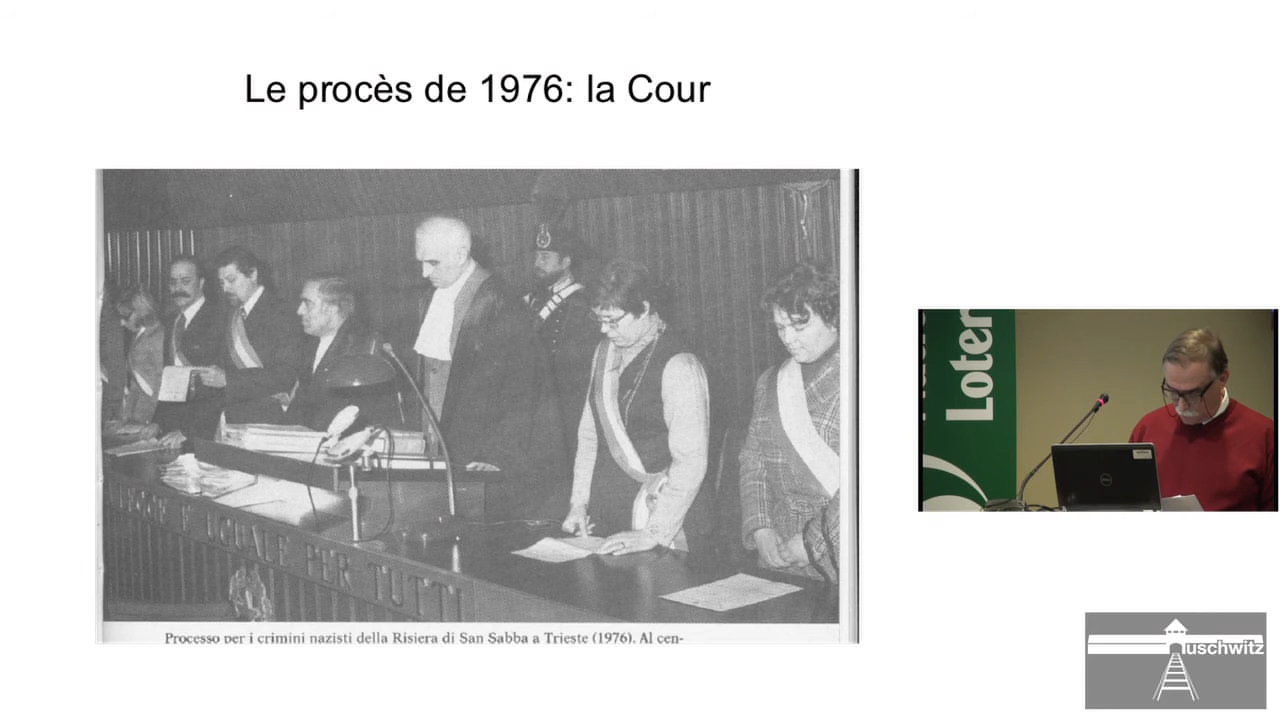 Le procès de 1976: la Cour
LEGGE E' UGUALE PER TUTTI
Processo per i crimini nazisti della Risiera di San Sabba a Trieste (1976). Al cen-
Loter
uschwitz